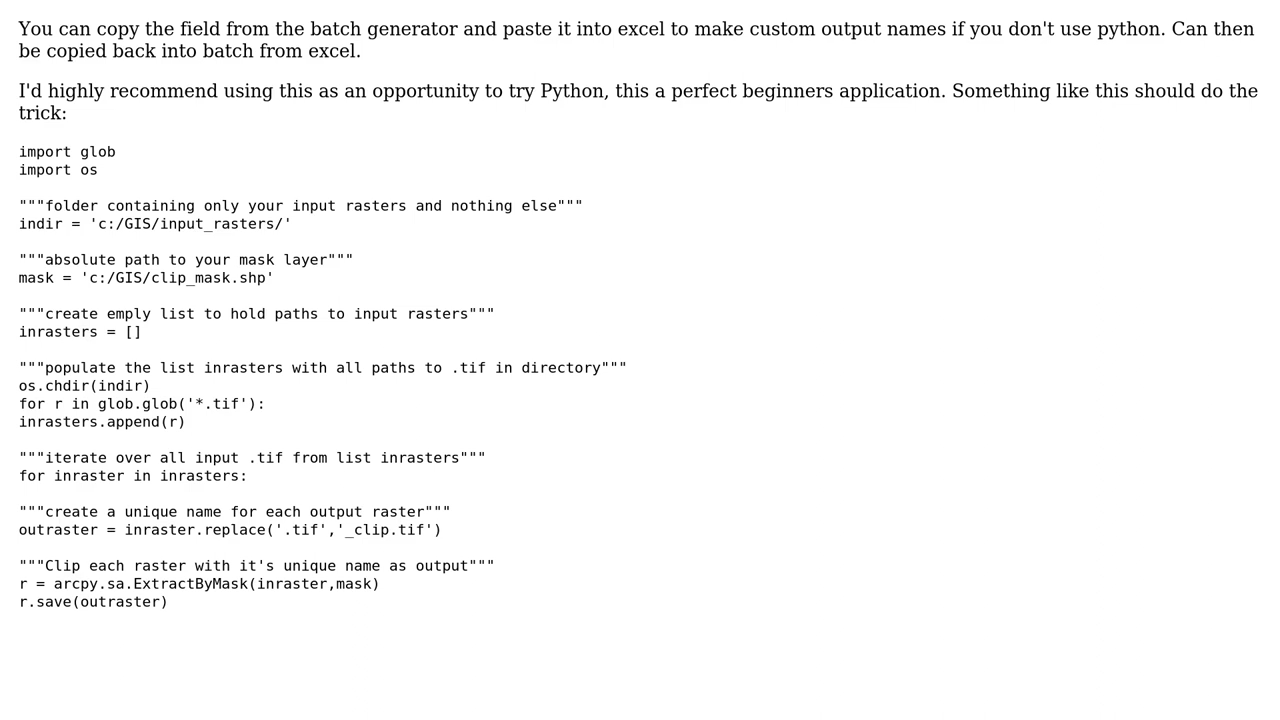 You can copy the field from the batch generator and paste it into excel to make custom output names if you don't use python. Can then
be copied back into batch from excel.
I'd highly recommend using this as an opportunity to try Python, this a perfect beginners application. Something like this should do the
trick:
import glob
import os
"""folder containing only your input rasters and nothing else"""
indir = 'c:/GIS/input_rasters/'
"""absolute path to your mask layer"""
mask = 'c:/GIS/clip_mask.shp'
"""create emply list to hold paths to input rasters"""
inrasters = []
"""populate the list inrasters with all paths to .tif in directory"""
os.chdir(indir)
for r in glob.glob('*.tif'):
inrasters.append(r)
"""iterate over all input .tif from list inrasters"""
for inraster in inrasters:
"""create a unique name for each output raster"""
outraster = inraster.replace('.tif','_clip.tif')
"""Clip each raster with it's unique name as output"""
r = arcpy.sa.ExtractByMask(inraster,mask)
r.save(outraster)